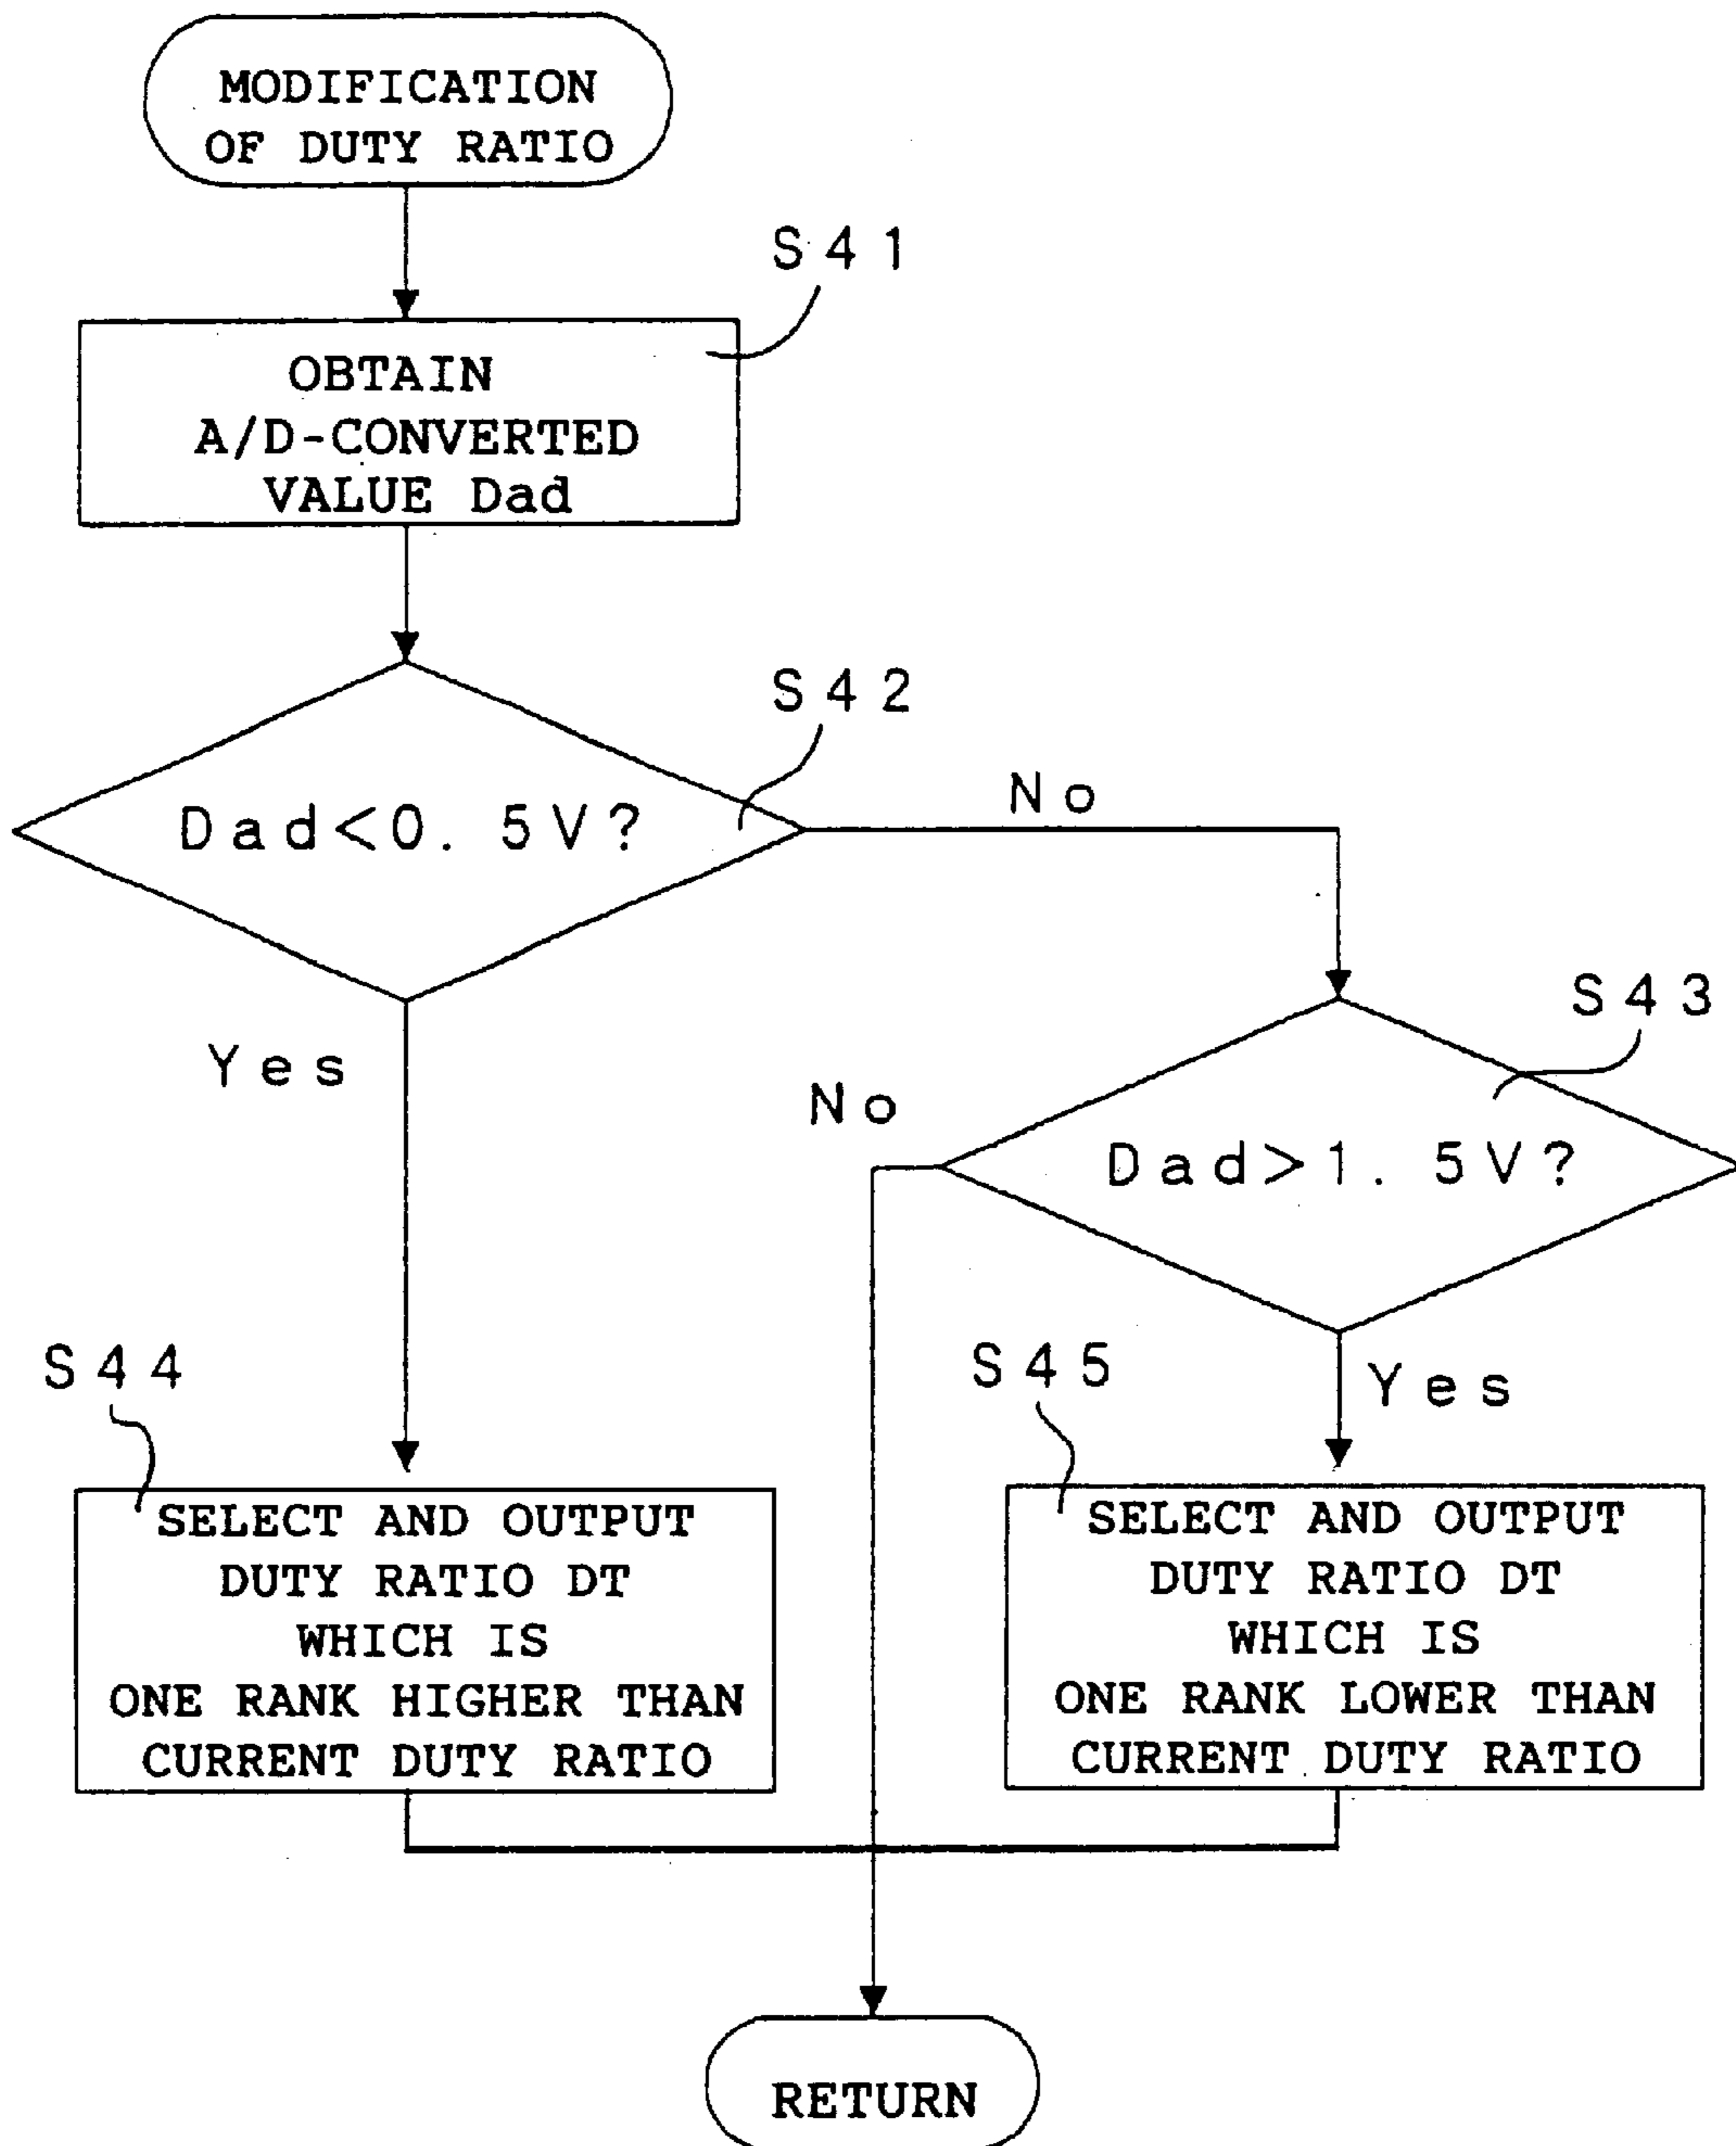 MODIFICATION
OF DUTY RATIO
S41
OBTAIN
A/D-CONVERTED
VALUE Dad
S42
Dad<0. 5V?
No
Yes
S43
No
Dad>1. 5V?
Yes
S44
SELECT AND OUTPUT
DUTY RATIO DT
WHICH IS
ONE RANK HIGHER THAN
CURRENT DUTY RATIO
S45
SELECT AND OUTPUT
DUTY RATIO DT
WHICH IS
ONE RANK LOWER THAN
CURRENT DUTY RATIO
RETURN